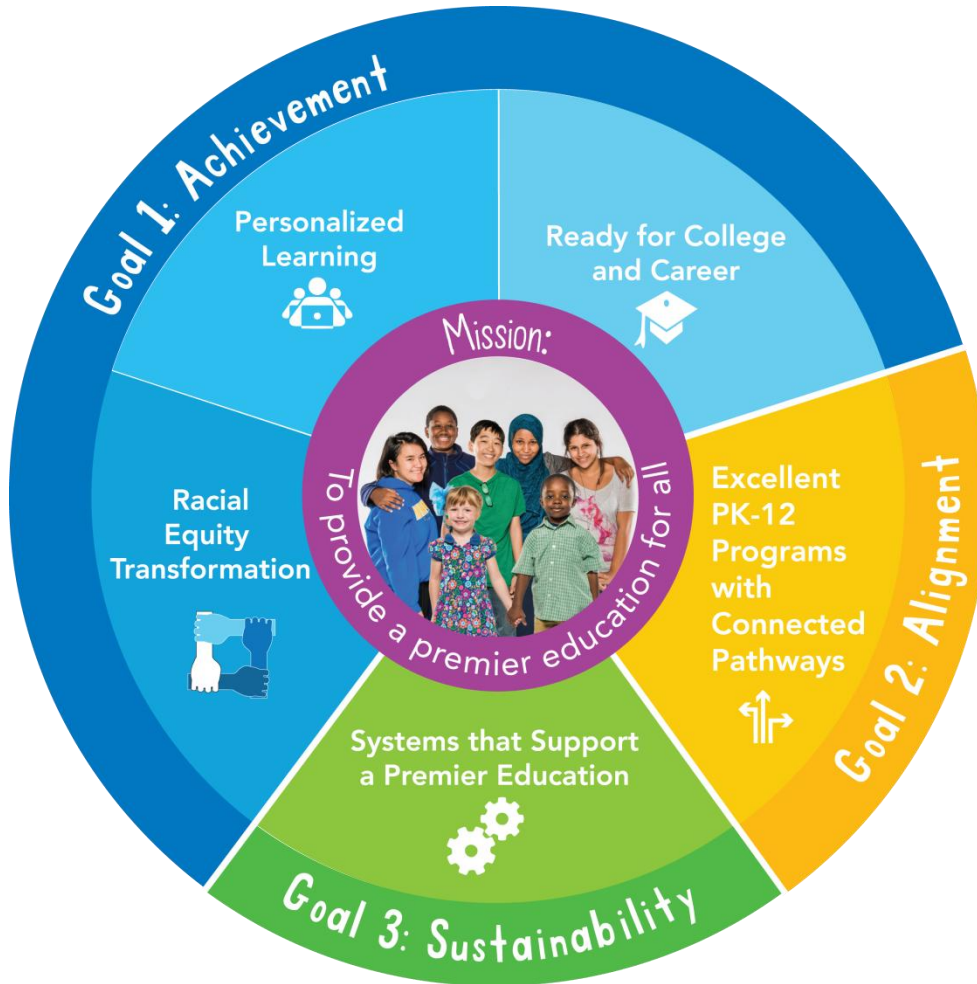 Goal 1: Achievement
Personalized
Learning
Ready for College
and Career
Mission:
To provide a premier education for all
Racial
Equity
Transformation
Excellent
PK-12
Programs
with
Connected
Pathways
Goal 2: Alignment
Systems that Support
a Premier Education
Goal 3: Sustainability